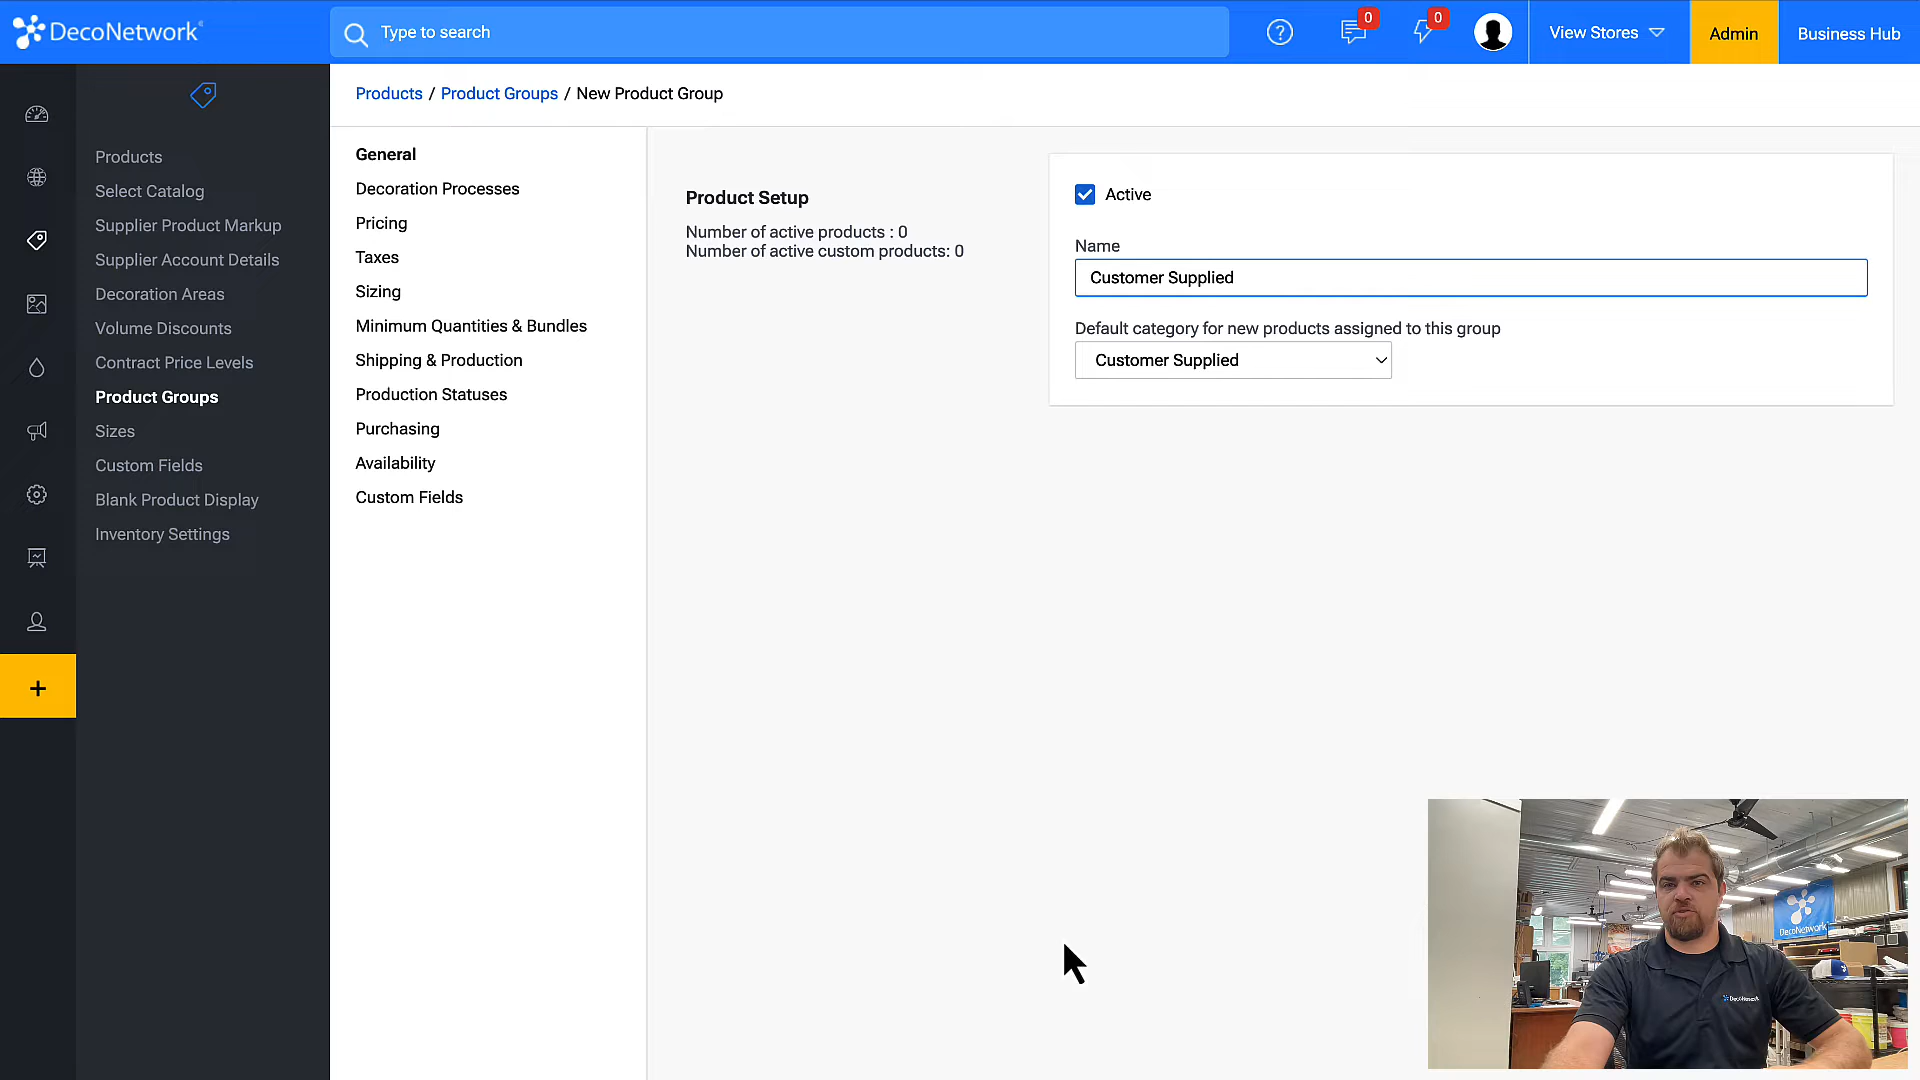 DecoNetwork
Type to search
0
0
View Stores
Admin
Business Hub
Products / Product Groups / New Product Group
Products
Select Catalog
Supplier Product Markup
Supplier Account Details
Decoration Areas
Volume Discounts
Contract Price Levels
Product Groups
Sizes
Custom Fields
Blank Product Display
Inventory Settings
+
General
Decoration Processes
Pricing
Taxes
Sizing
Minimum Quantities & Bundles
Shipping & Production
Production Statuses
Purchasing
Availability
Custom Fields
Product Setup
Number of active products : 0
Number of active custom products: 0
Active
Name
Customer Supplied
Default category for new products assigned to this group
Customer Supplied
DecoNetwork
DecoNetwork